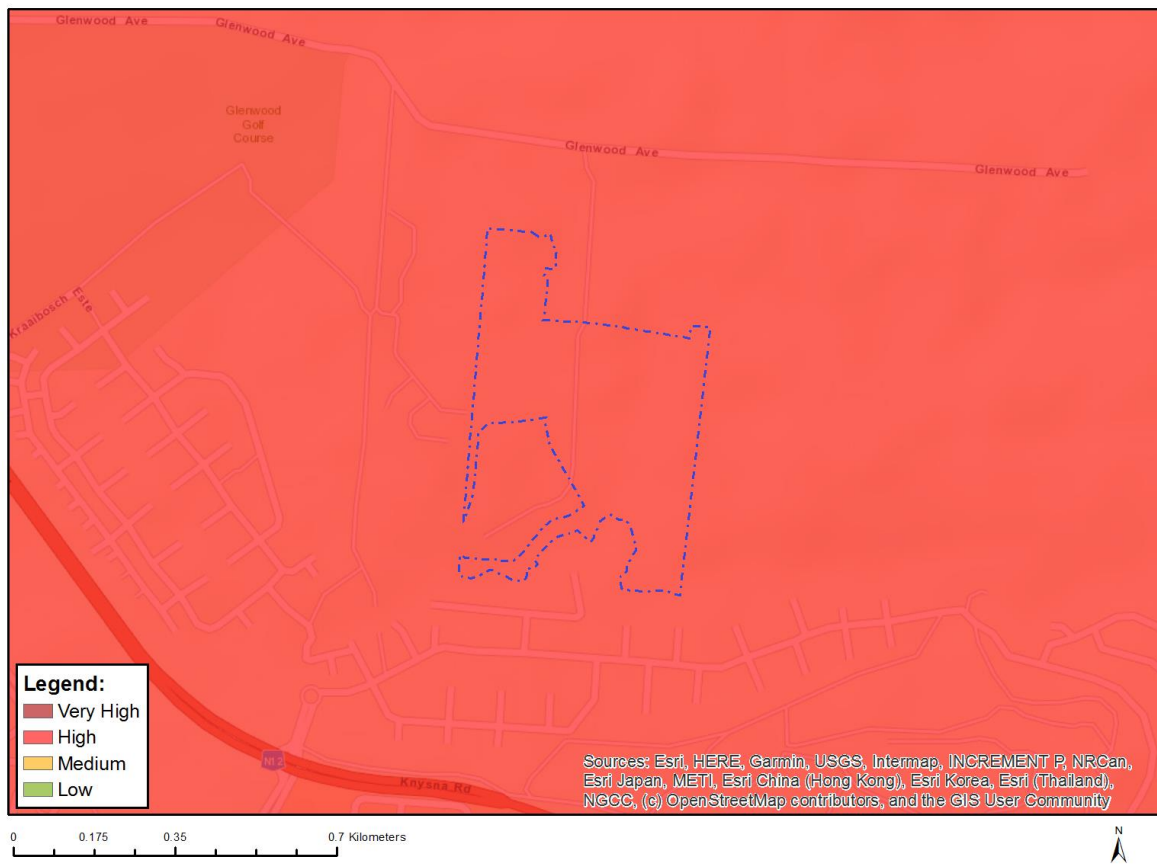 Glenwood Ave
Glenwood Ave
Glenwood
Golf
Course
Glenwood Ave
Glenwood Ave
Kraaibosch Este
Legend:
Very High
High
Medium
Low
N12
Knysna Rd
Sources: Esri, HERE, Garmin, USGS, Intermap, INCREMENT P, NRCan,
Esri Japan, METI, Esri China (Hong Kong), Esri Korea, Esri (Thailand),
NGCC, (c) OpenStreetMap contributors, and the GIS User Community
0 0.175 0.35 0.7 Kilometers
N